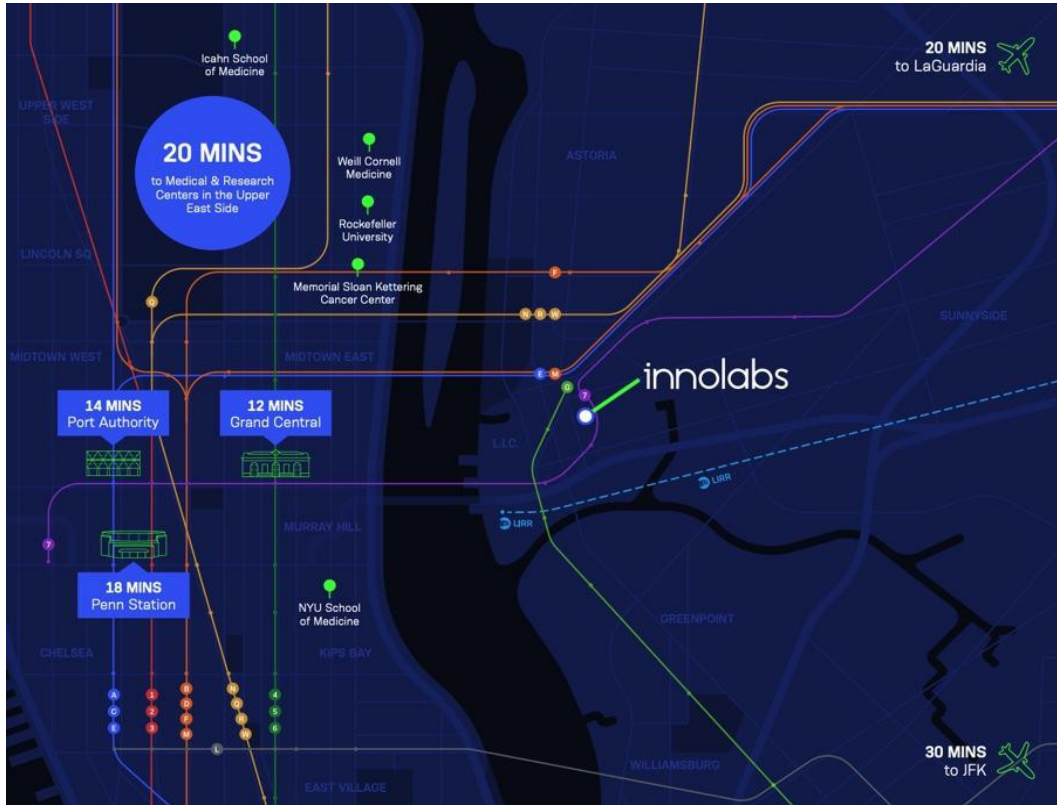 Icahn School
of Medicine
20 MINS
to LaGuardia
UPPER WEST
SIDE
20 MINS
to Medical & Research
Centers in the Upper
East Side
Weill Cornell
Medicine
ASTORIA
Rockefeller
University
LINCOLN SQ
Memorial Sloan Kettering
Cancer Center
F
Q
N R W
SUNNYSIDE
MIDTOWN WEST
MIDTOWN EAST
E M
innolabs
G
7
14 MINS
Port Authority
12 MINS
Grand Central
L.I.C.
LIRR
LIRR
MURRAY HILL
7
18 MINS
Penn Station
NYU School
of Medicine
GREENPOINT
CHELSEA
KIPS BAY
A
C
E
1
2
3
B
D
F
M
N
Q
R
W
4
5
6
L
30 MINS
to JFK
WILLIAMSBURG
EAST VILLAGE